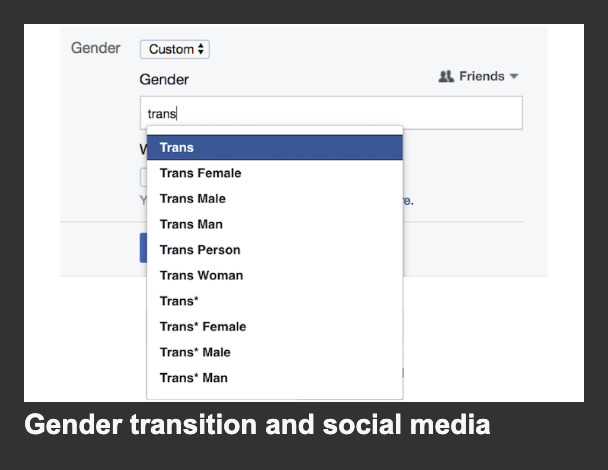 Gender Custom
Gender Friends
trans
W
Trans
Trans Female
Trans Male
Trans Man
Trans Person
Trans Woman
Y re.
Trans*
Trans* Female
Trans* Male
Trans* Man
Gender transition and social media